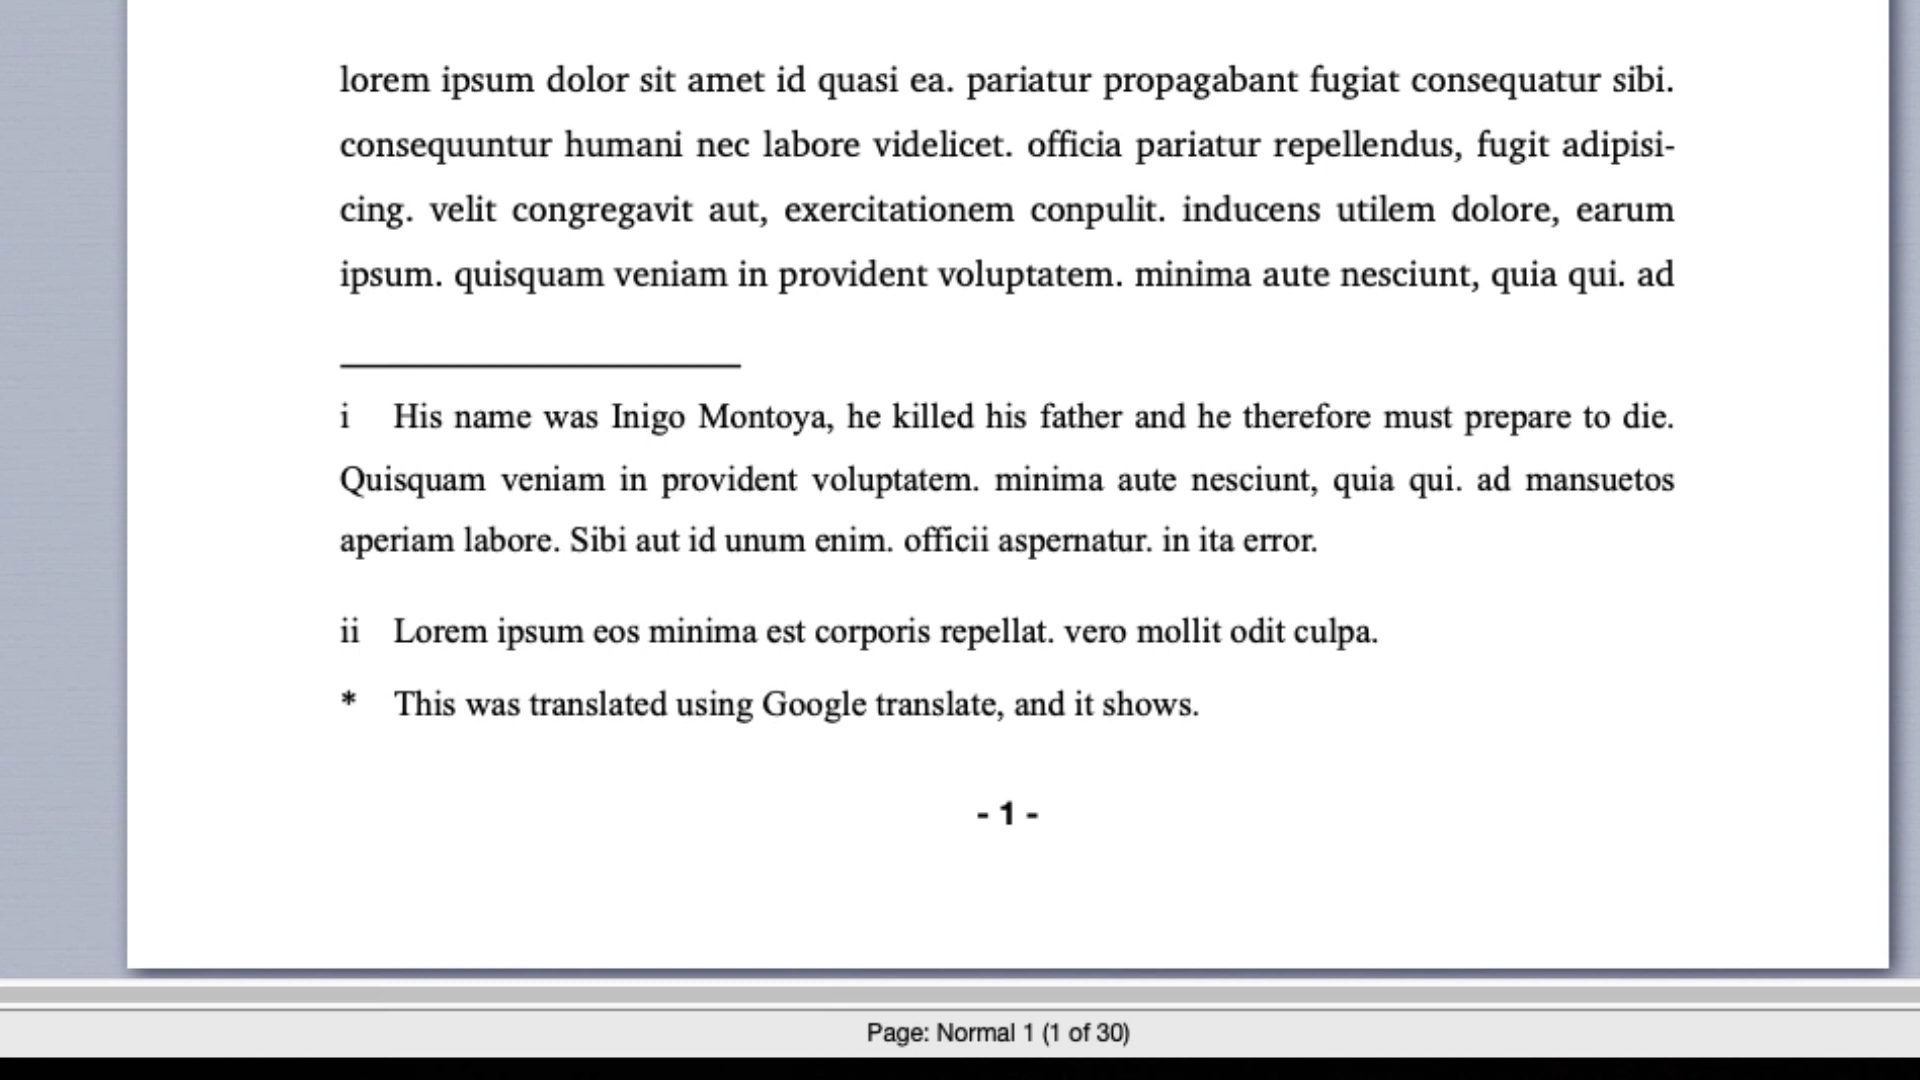 lorem ipsum dolor sit amet id quasi ea. pariatur propagabant fugiat consequatur sibi.
consequuntur humani nec labore videlicet. officia pariatur repellendus, fugit adipisi-
cing. velit congregavit aut, exercitationem conpulit. inducens utilem dolore, earum
ipsum. quisquam veniam in provident voluptatem. minima aute nesciunt, quia qui. ad
i His name was Inigo Montoya, he killed his father and he therefore must prepare to die.
Quisquam veniam in provident voluptatem. minima aute nesciunt, quia qui. ad mansuetos
aperiam labore. Sibi aut id unum enim. officii aspernatur. in ita error.
ii Lorem ipsum eos minima est corporis repellat. vero mollit odit culpa.
* This was translated using Google translate, and it shows.
- 1 -
Page: Normal 1 (1 of 30)